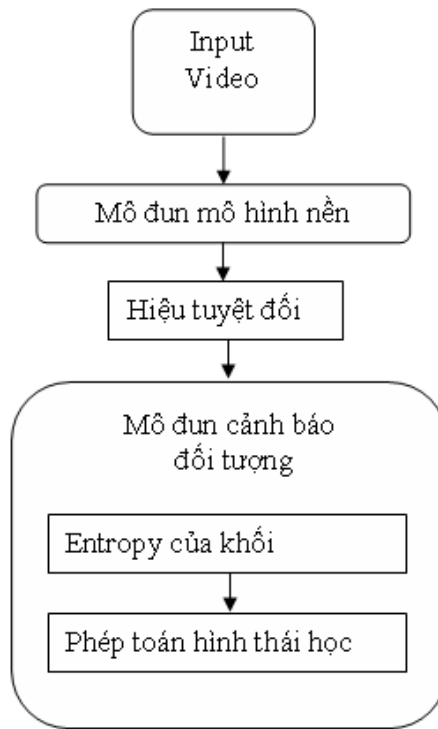 Input
Video
Mô đun mô hình nền
Hiệu tuyệt đối
Mô đun cảnh báo
đối tượng
Entropy của khối
Phép toán hình thái học